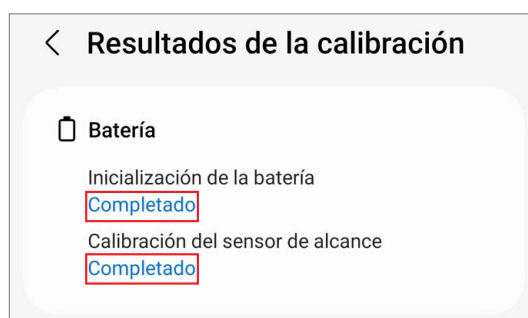 Resultados de la calibración
Batería
Inicialización de la batería
Completado
Calibración del sensor de alcance
Completado